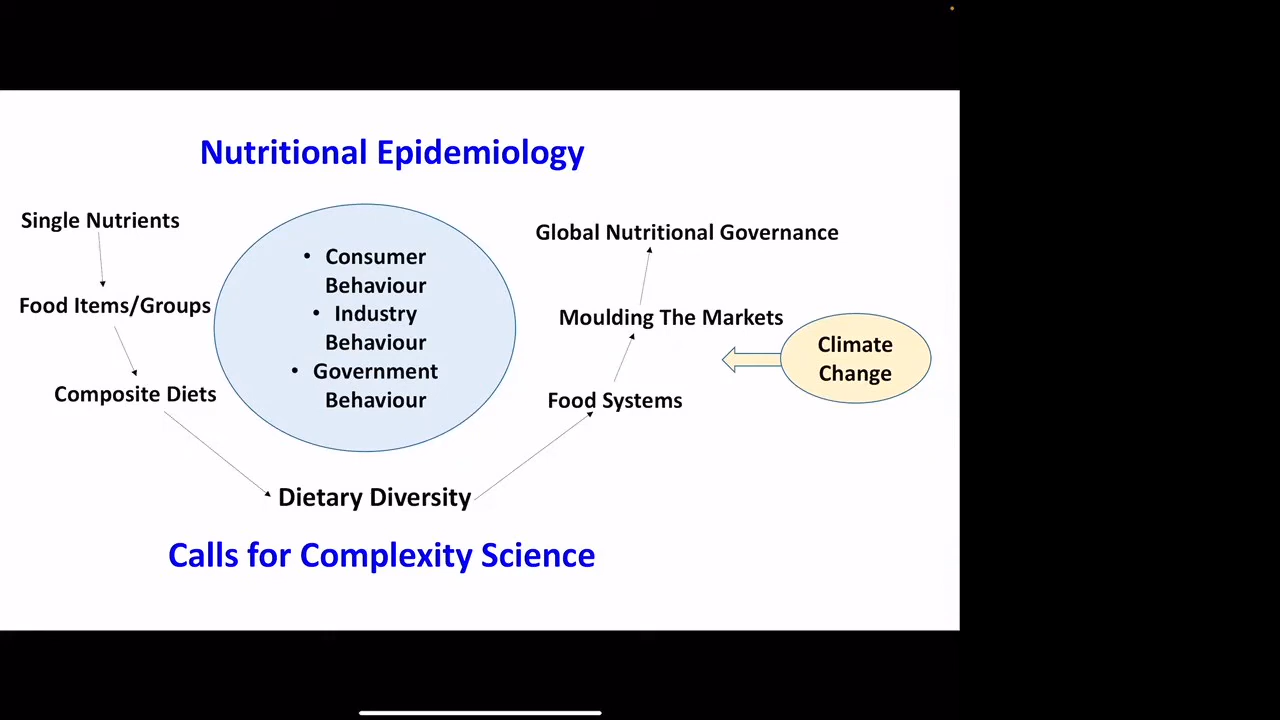 Nutritional Epidemiology
Single Nutrients
Food Items/Groups
Composite Diets
• Consumer
Behaviour
• Industry
Behaviour
• Government
Behaviour
Dietary Diversity
Global Nutritional Governance
Moulding The Markets
Food Systems
Climate
Change
Calls for Complexity Science